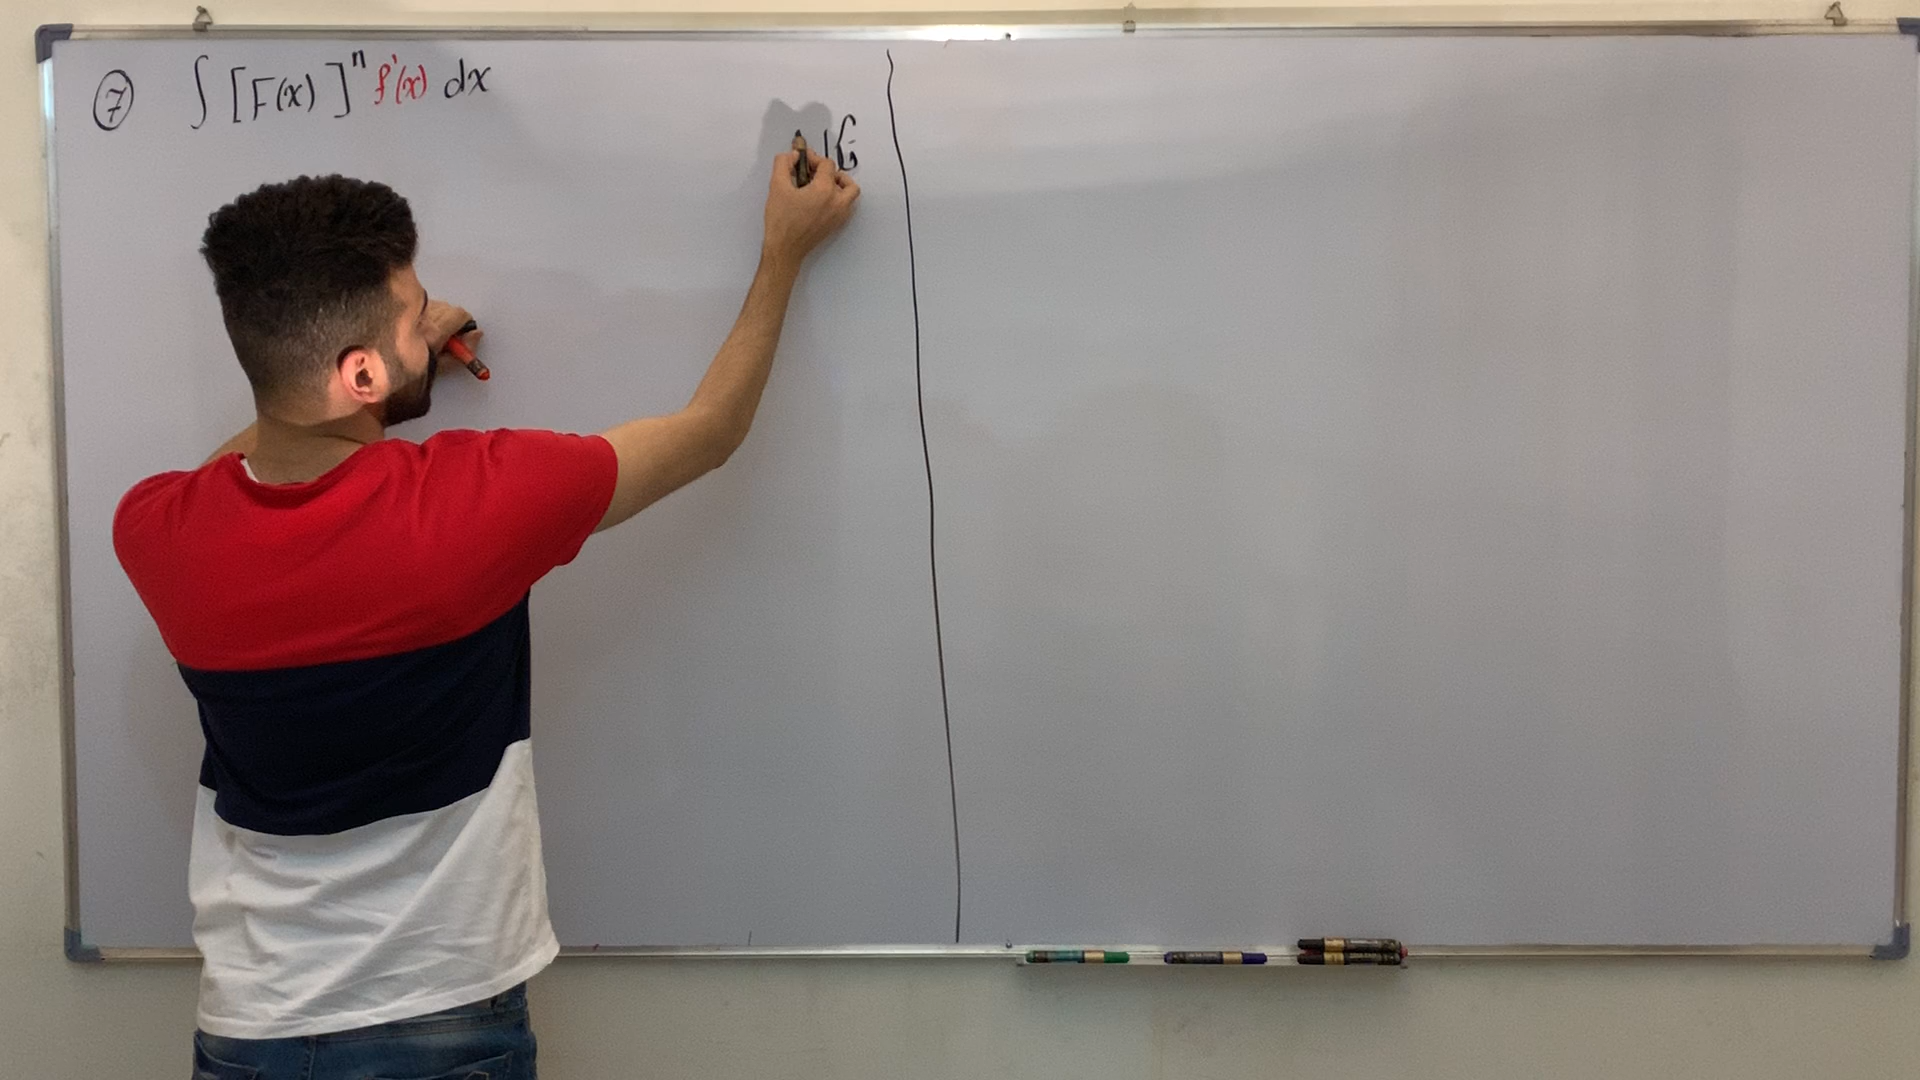 ⑦ ∫ [F(x)]ⁿ f'(x) dx